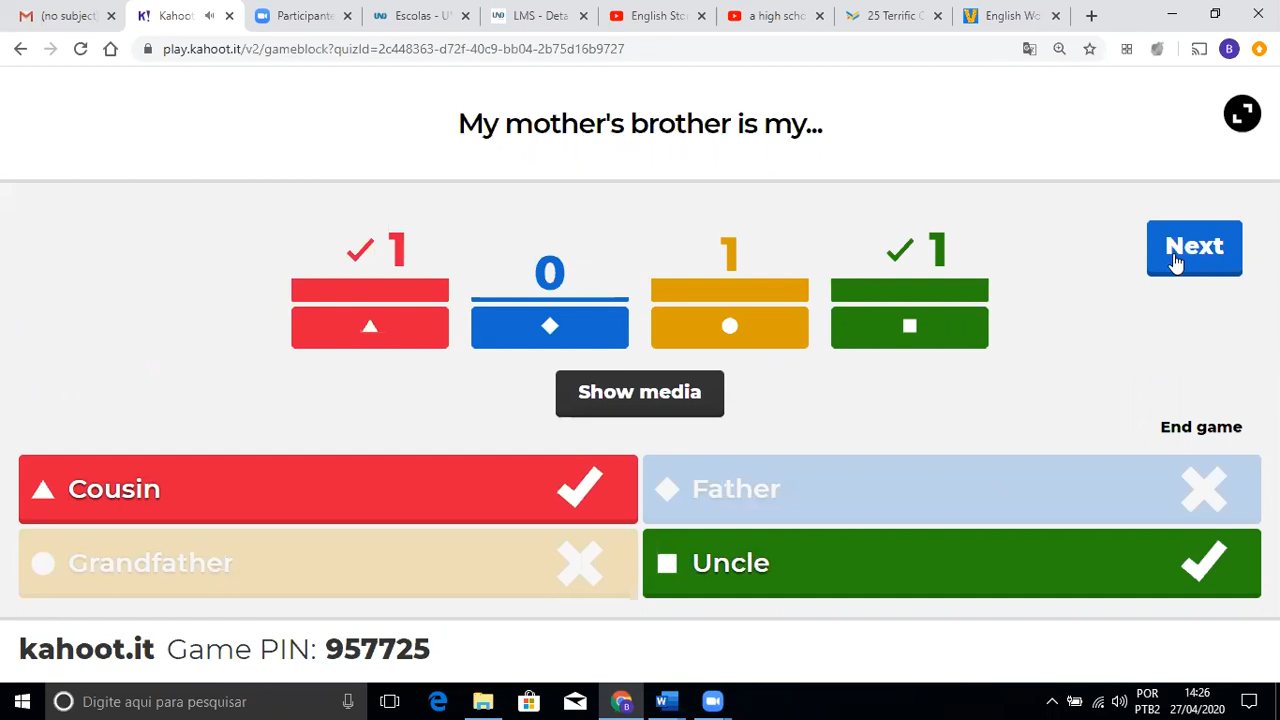 (no subject)
Kahoot
Participante
Escolas - U
LMS - Deta
English Sto
a high scho
25 Terrific C
English Wo
play.kahoot.it/v2/gameblock?quizId=2c448363-d72f-40c9-bb04-2b75d16b9727
B
My mother's brother is my...
1
0
1
1
Next
Show media
End game
Cousin
Father
Grandfather
Uncle
kahoot.it Game PIN: 957725
Digite aqui para pesquisar
POR
PTB2
14:26
27/04/2020